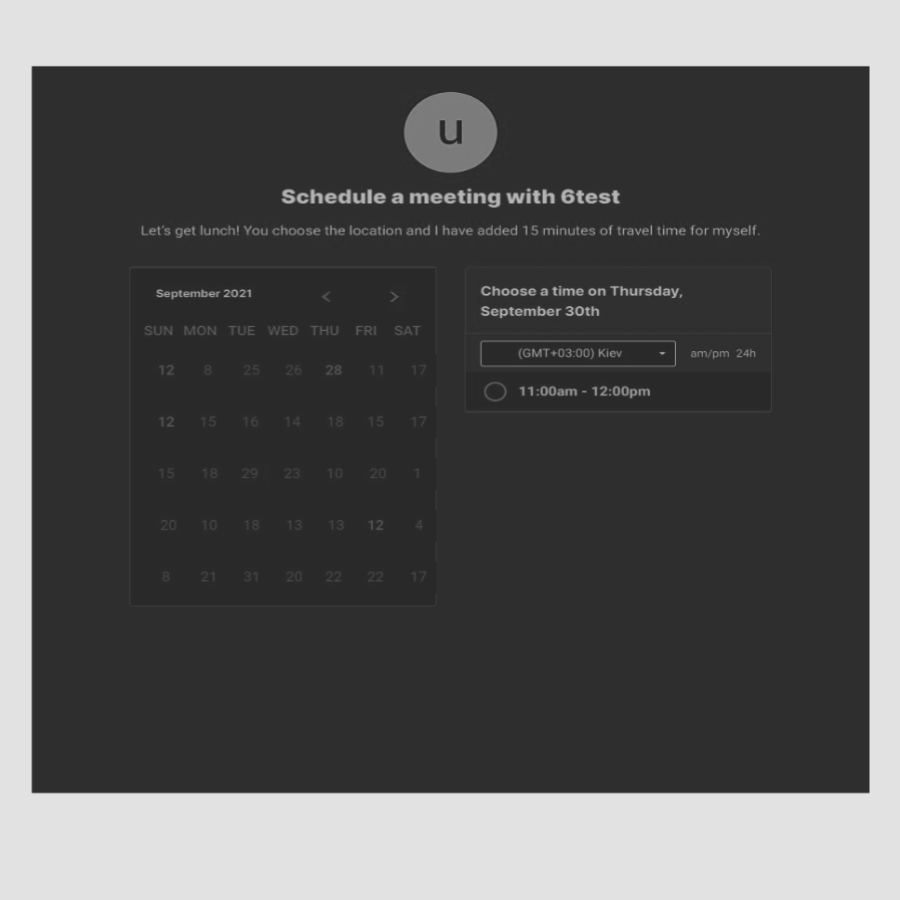 u
Schedule a meeting with 6test
Let's get lunch! You choose the location and I have added 15 minutes of travel time for myself.
September 2021 < >
SUN MON TUE WED THU FRI SAT
12 8 25 26 28 11 17
12 15 16 14 18 15 17
15 18 29 23 10 20 1
20 10 18 13 13 12 4
8 21 31 20 22 22 17
Choose a time on Thursday,
September 30th
(GMT+03:00) Kiev am/pm 24h
11:00am - 12:00pm